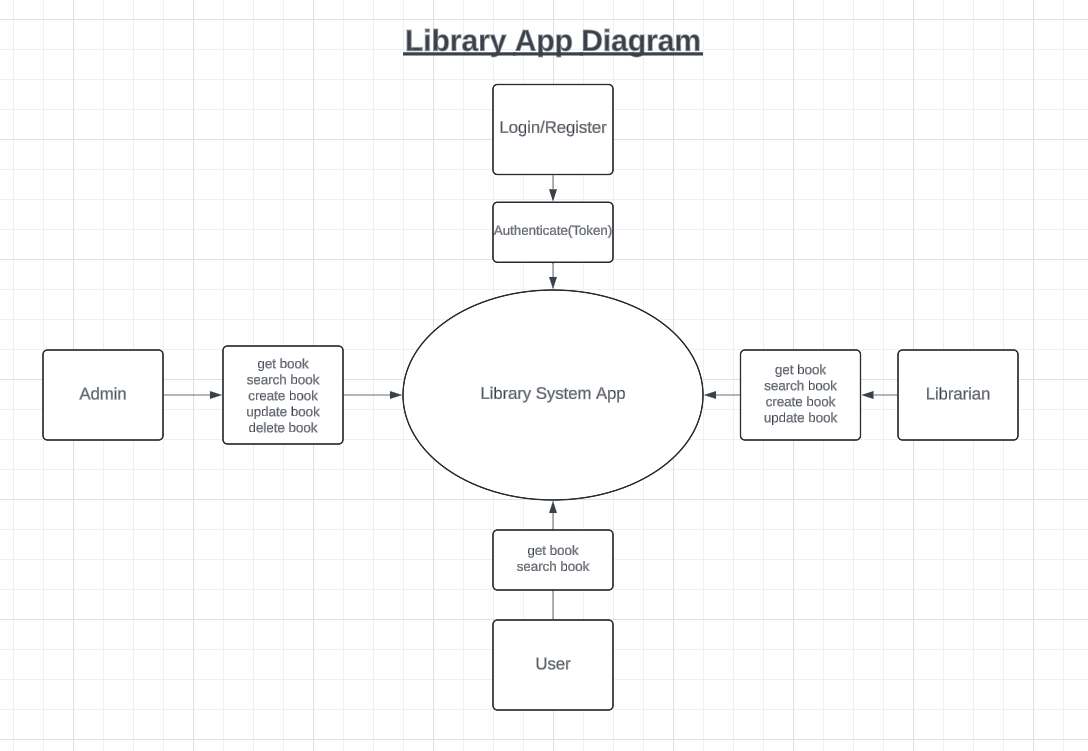 Library App Diagram
Login/Register
Authenticate(Token)
Admin
get book
search book
create book
update book
delete book
Library System App
get book
search book
create book
update book
Librarian
get book
search book
User